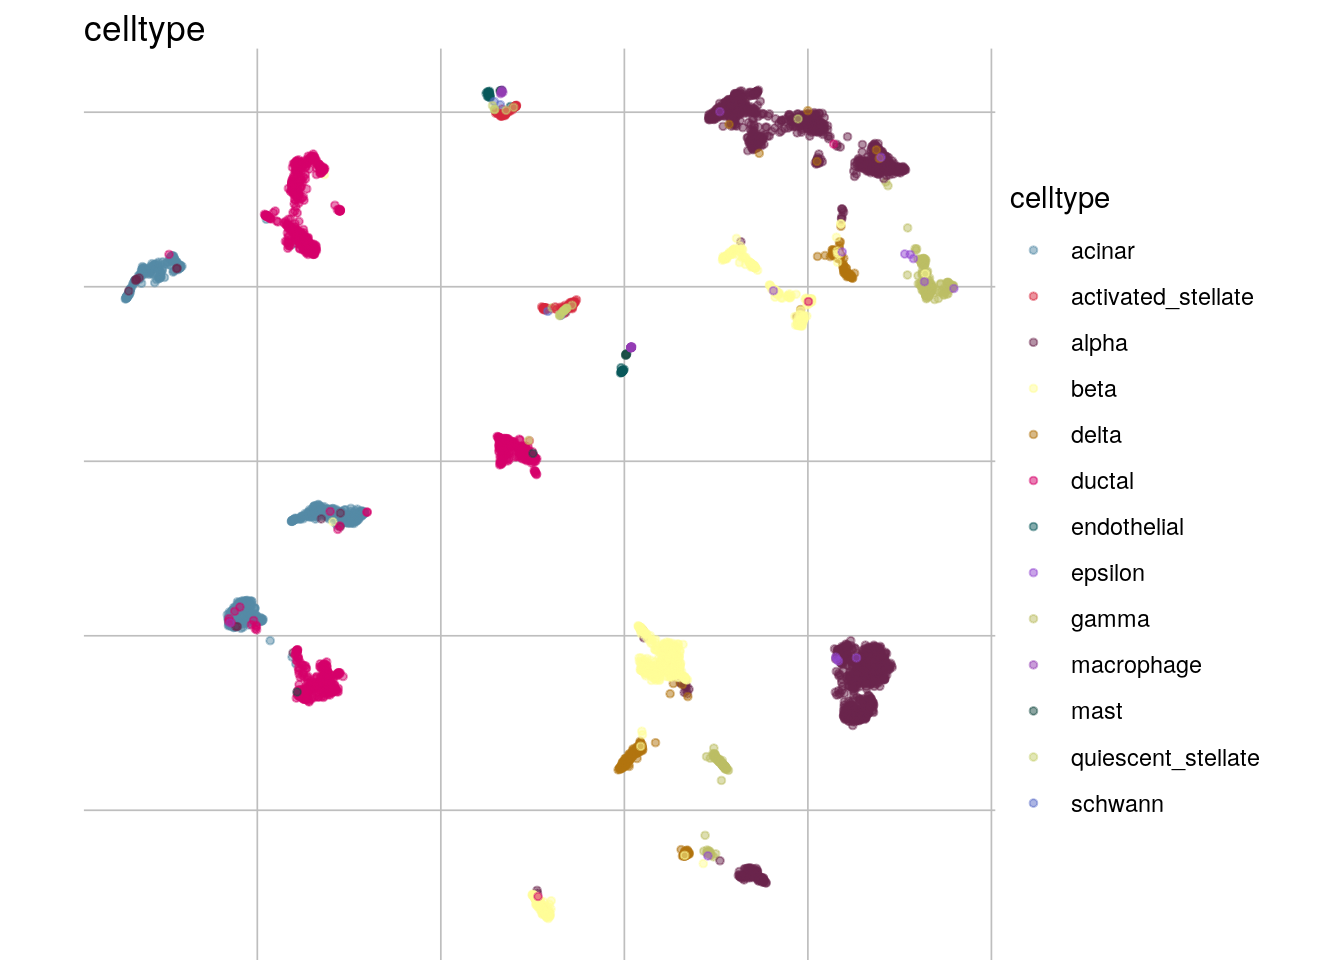 celltype
celltype
acinar
activated_stellate
alpha
beta
delta
ductal
endothelial
epsilon
gamma
macrophage
mast
quiescent_stellate
schwann